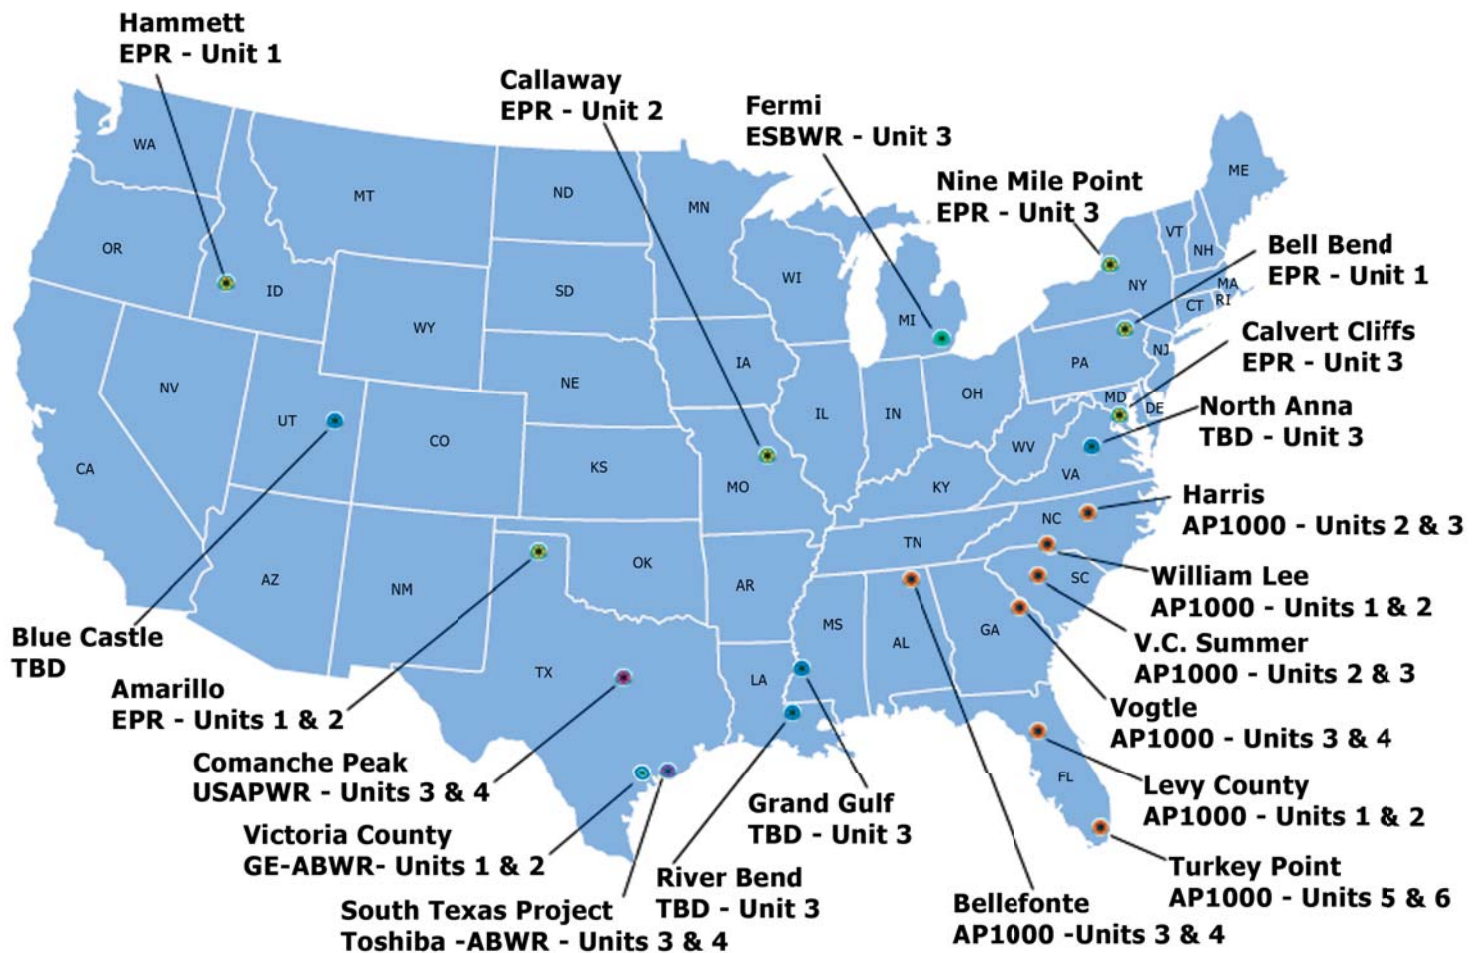 Hammett
EPR - Unit 1
Callaway
EPR - Unit 2
Fermi
ESBWR - Unit 3
Nine Mile Point
EPR - Unit 3
Bell Bend
EPR - Unit 1
Calvert Cliffs
EPR - Unit 3
North Anna
TBD - Unit 3
Harris
AP1000 - Units 2 & 3
William Lee
AP1000 - Units 1 & 2
V.C. Summer
AP1000 - Units 2 & 3
Vogtle
AP1000 - Units 3 & 4
Levy County
AP1000 - Units 1 & 2
Turkey Point
AP1000 - Units 5 & 6
Bellefonte
AP1000 -Units 3 & 4
Grand Gulf
TBD - Unit 3
River Bend
TBD - Unit 3
South Texas Project
Toshiba -ABWR - Units 3 & 4
Victoria County
GE-ABWR- Units 1 & 2
Comanche Peak
USAPWR - Units 3 & 4
Amarillo
EPR - Units 1 & 2
Blue Castle
TBD
WA
MT
ND
MN
ME
OR
ID
SD
WI
MI
NY
VT
NH
MA
CT
RI
WY
NV
UT
CO
NE
IA
IL
IN
OH
PA
NJ
MD
DE
WV
VA
CA
KS
MO
KY
NC
TN
SC
AZ
NM
OK
AR
MS
AL
GA
TX
LA
FL